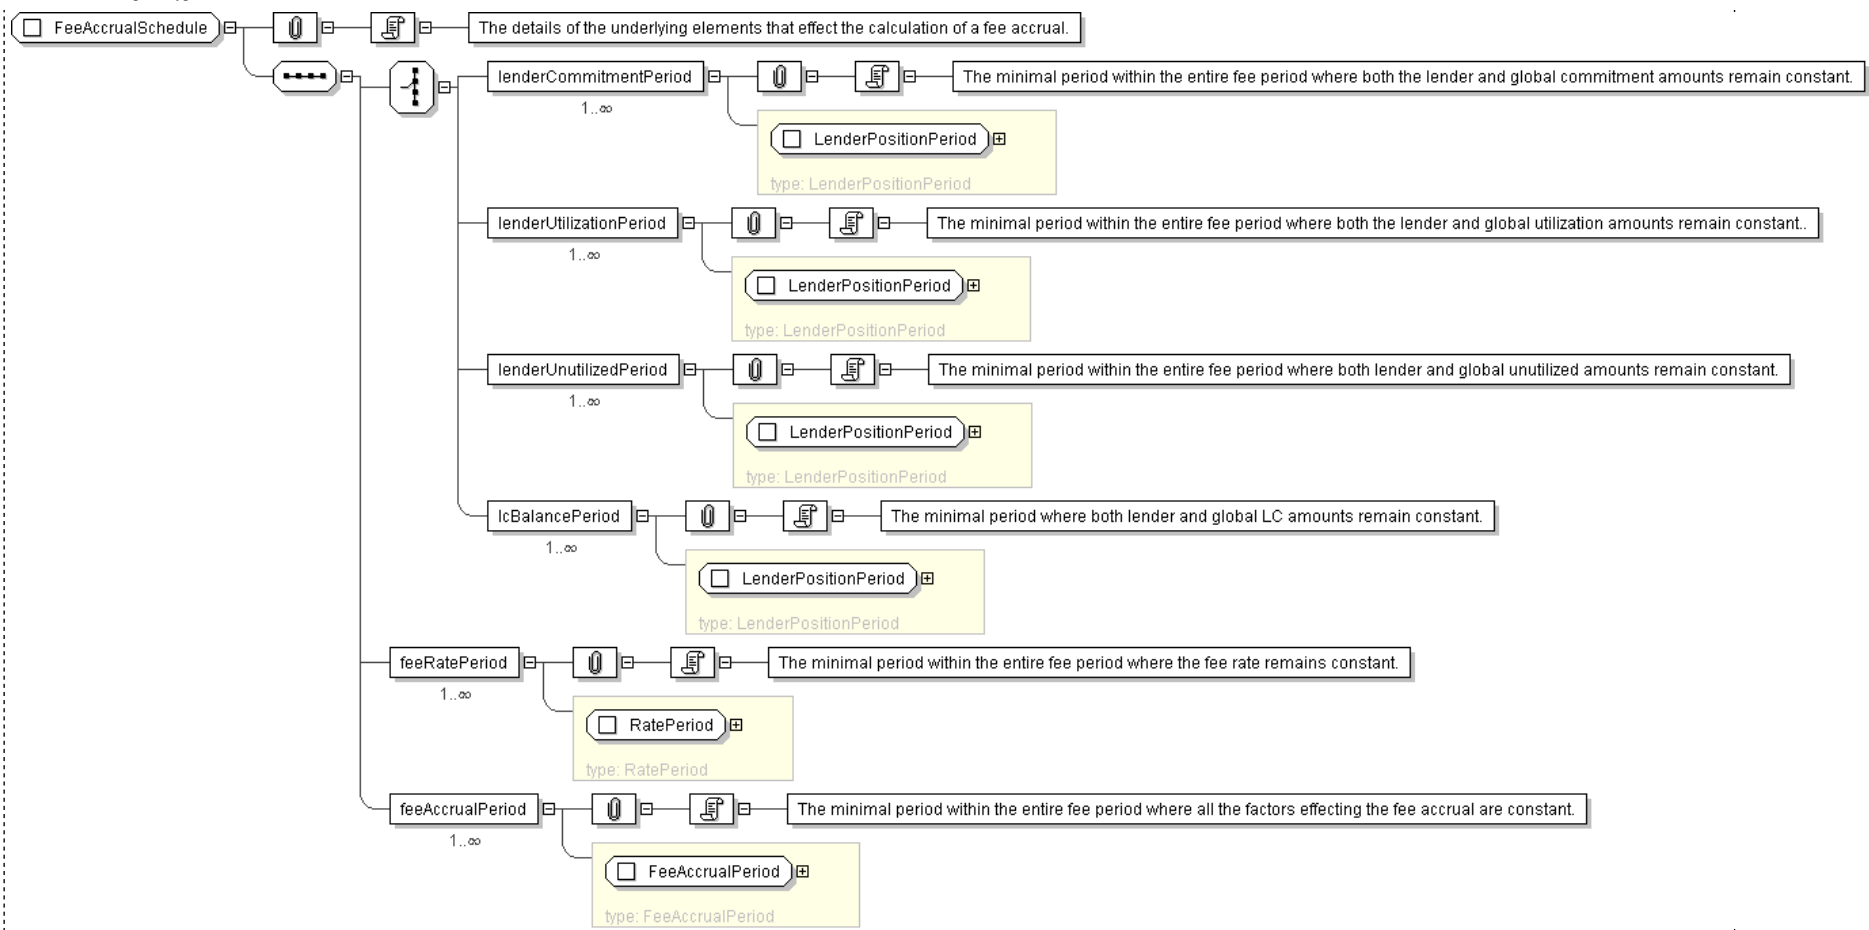 FeeAccrualSchedule The details of the underlying elements that effect the calculation of a fee accrual.
lenderCommitmentPeriod The minimal period within the entire fee period where both the lender and global commitment amounts remain constant.
1..∞
LenderPositionPeriod
type: LenderPositionPeriod
lenderUtilizationPeriod The minimal period within the entire fee period where both the lender and global utilization amounts remain constant..
1..∞
LenderPositionPeriod
type: LenderPositionPeriod
lenderUnutilizedPeriod The minimal period within the entire fee period where both lender and global unutilized amounts remain constant.
1..∞
LenderPositionPeriod
type: LenderPositionPeriod
lcBalancePeriod The minimal period where both lender and global LC amounts remain constant.
1..∞
LenderPositionPeriod
type: LenderPositionPeriod
feeRatePeriod The minimal period within the entire fee period where the fee rate remains constant.
1..∞
RatePeriod
type: RatePeriod
feeAccrualPeriod The minimal period within the entire fee period where all the factors effecting the fee accrual are constant.
1..∞
FeeAccrualPeriod
type: FeeAccrualPeriod